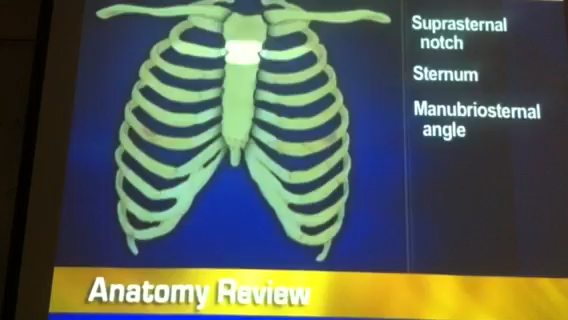 Suprasternal
notch
Sternum
Manubriosternal
angle
Anatomy Review